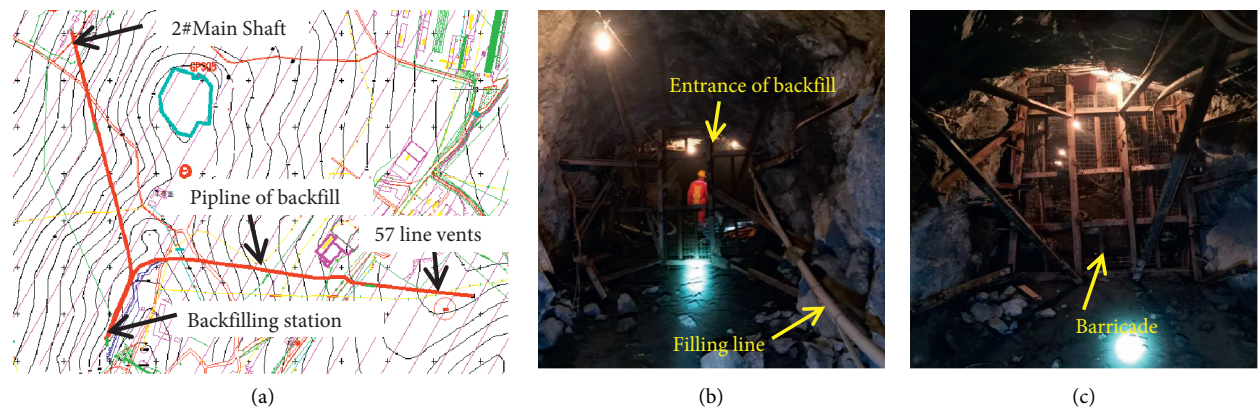 2#Main Shaft
GPS05
Pipline of backfill
57 line vents
Backfilling station
(a)
Entrance of backfill
Filling line
(b)
Barricade
(c)